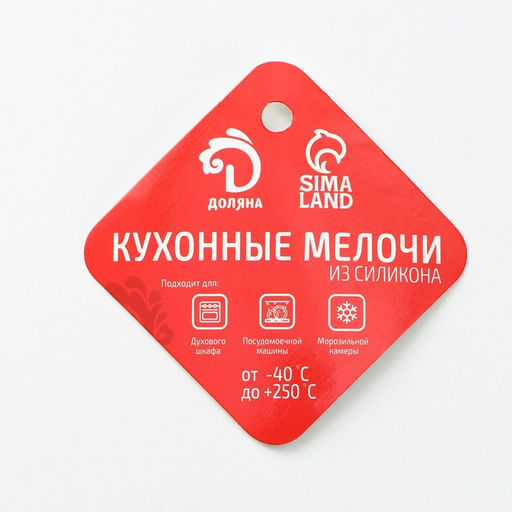 ДОЛЯНА
SIMA
LAND
КУХОННЫЕ МЕЛОЧИ
ИЗ СИЛИКОНА
Подходит для:
Духового
шкафа
Посудомоечной
машины
Морозильной
камеры
от -40°C
до +250°C